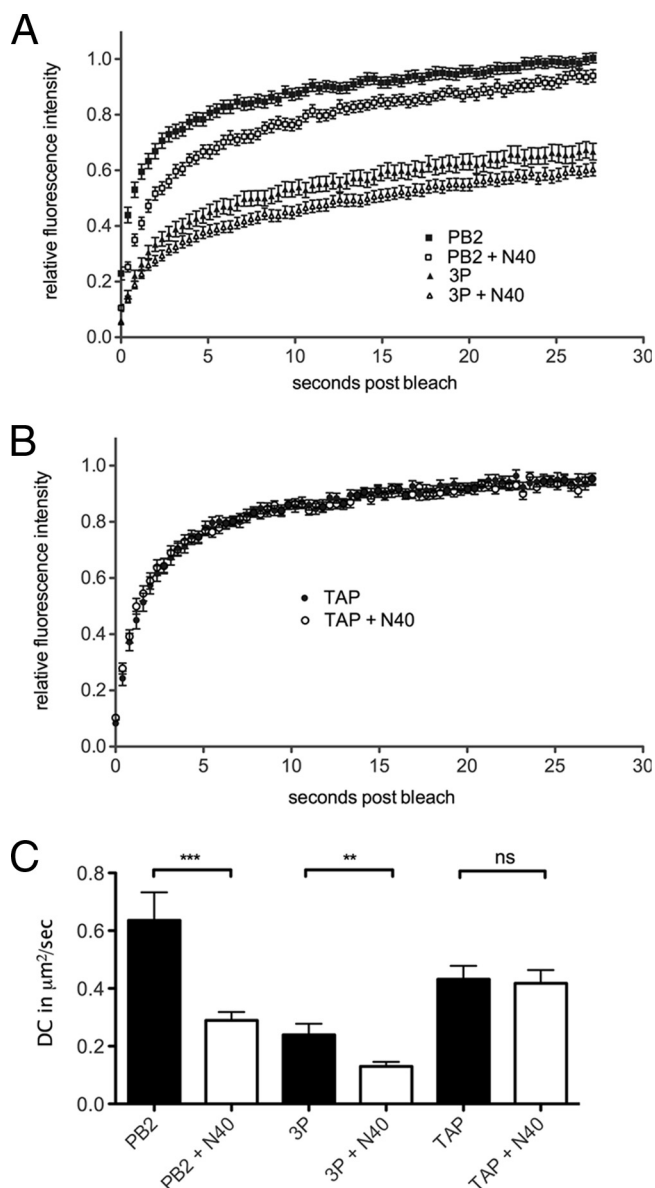 A
relative fluorescence intensity
1.0
0.8
0.6
0.4
0.2
0.0
PB2
PB2 + N40
3P
3P + N40
0 5 10 15 20 25 30
seconds post bleach
B
relative fluorescence intensity
1.0
0.8
0.6
0.4
0.2
0.0
TAP
TAP + N40
0 5 10 15 20 25 30
seconds post bleach
C
DC in µm²/sec
*** ** ns
0.8
0.6
0.4
0.2
0.0
PB2 PB2 + N40 3P 3P + N40 TAP TAP + N40